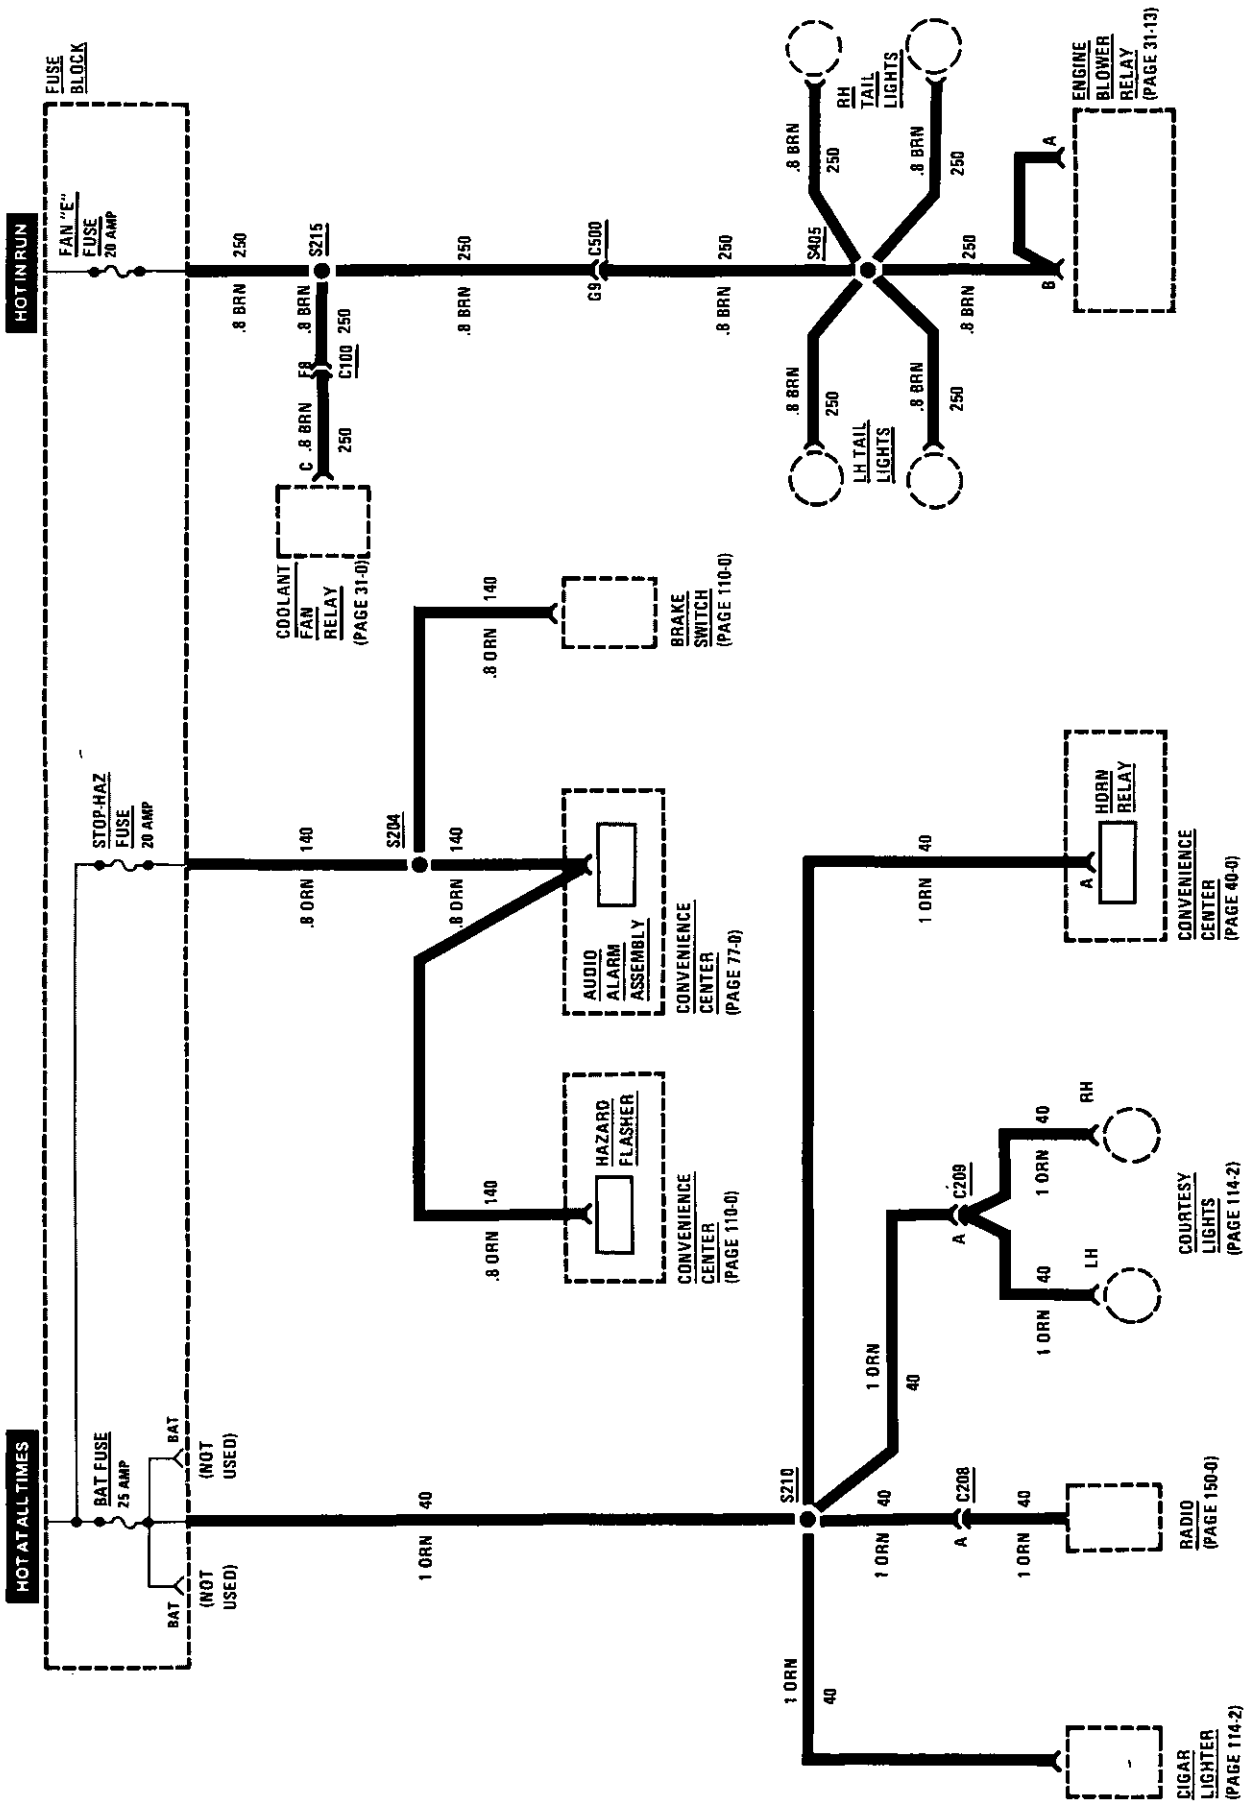 HOT AT ALL TIMES
HOT IN RUN
FUSE
BLOCK
BAT FUSE
25 AMP
STOP-HAZ
FUSE
20 AMP
FAN "E"
FUSE
20 AMP
BAT
(NOT
USED)
BAT
(NOT
USED)
1 ORN
40
.8 ORN
140
.8 BRN
250
S215
.8 BRN
250
F8
C100
.8 BRN
250
C
COOLANT
FAN
RELAY
(PAGE 31-0)
.8 BRN
250
G9
C500
.8 BRN
250
S204
.8 ORN
140
.8 ORN
140
.8 ORN
140
HAZARD
FLASHER
CONVENIENCE
CENTER
(PAGE 110-0)
AUDIO
ALARM
ASSEMBLY
CONVENIENCE
CENTER
(PAGE 77-0)
BRAKE
SWITCH
(PAGE 110-0)
S405
.8 BRN
250
.8 BRN
250
LH TAIL
LIGHTS
.8 BRN
250
.8 BRN
250
RH
TAIL
LIGHTS
.8 BRN
250
B
A
ENGINE
BLOWER
RELAY
(PAGE 31-13)
S210
1 ORN
40
CIGAR
LIGHTER
(PAGE 114-2)
1 ORN
40
A
C208
1 ORN
40
RADIO
(PAGE 150-0)
1 ORN
40
A
C209
1 ORN
40
LH
1 ORN
40
RH
COURTESY
LIGHTS
(PAGE 114-2)
1 ORN
40
A
HORN
RELAY
CONVENIENCE
CENTER
(PAGE 40-0)